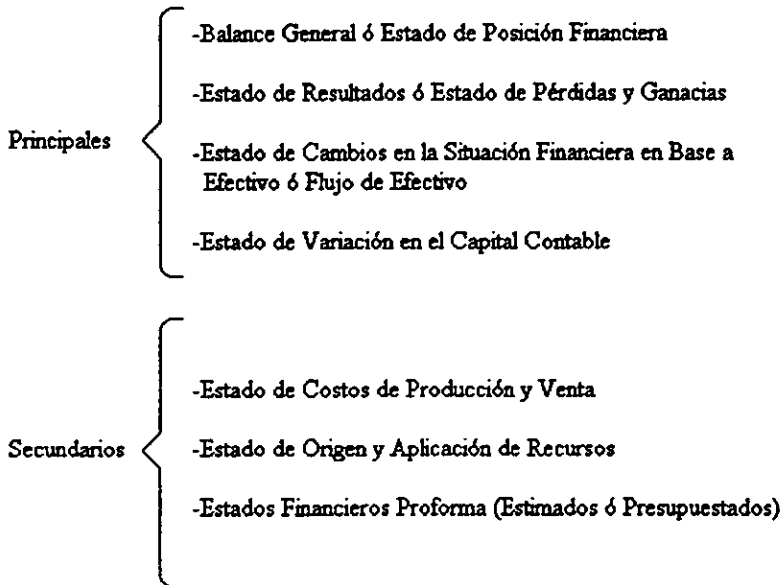 Principales
-Balance General ó Estado de Posición Financiera
-Estado de Resultados ó Estado de Pérdidas y Ganacias
-Estado de Cambios en la Situación Financiera en Base a
Efectivo ó Flujo de Efectivo
-Estado de Variación en el Capital Contable
Secundarios
-Estado de Costos de Producción y Venta
-Estado de Origen y Aplicación de Recursos
-Estados Financieros Proforma (Estimados ó Presupuestados)